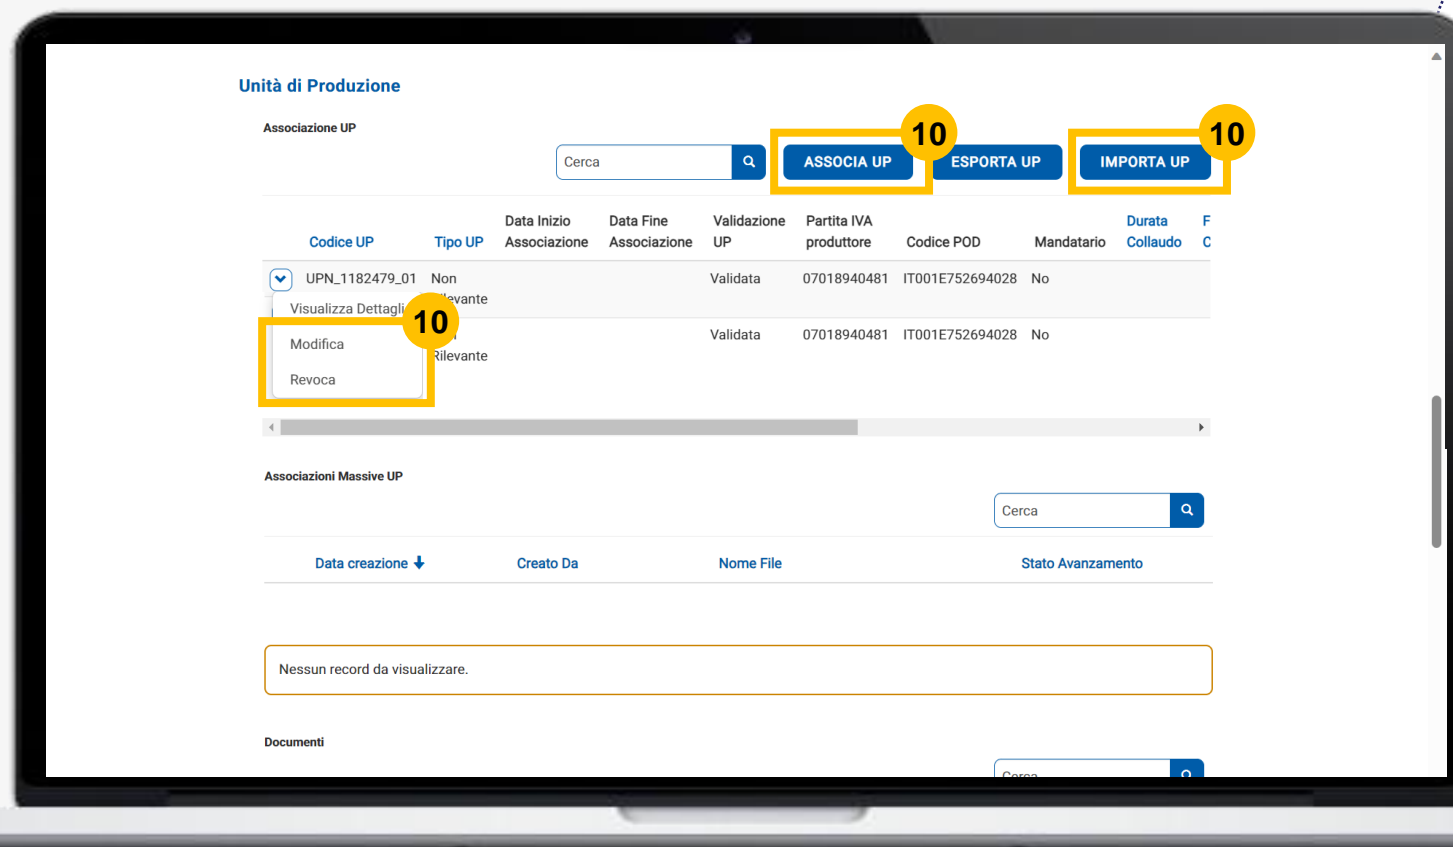 Unità di Produzione
Associazione UP
10
10
Cerca
ASSOCIA UP
ESPORTA UP
IMPORTA UP
Codice UP
Tipo UP
Data Inizio
Associazione
Data Fine
Associazione
Validazione
UP
Partita IVA
produttore
Codice POD
Mandatario
Durata
Collaudo
F
C
UPN_1182479_01
Non
Validata
07018940481
IT001E752694028
No
Visualizza Dettagli
10
Modifica
Rilevante
Validata
07018940481
IT001E752694028
No
Revoca
Associazioni Massive UP
Cerca
Data creazione
Creato Da
Nome File
Stato Avanzamento
Nessun record da visualizzare.
Documenti
Cerca